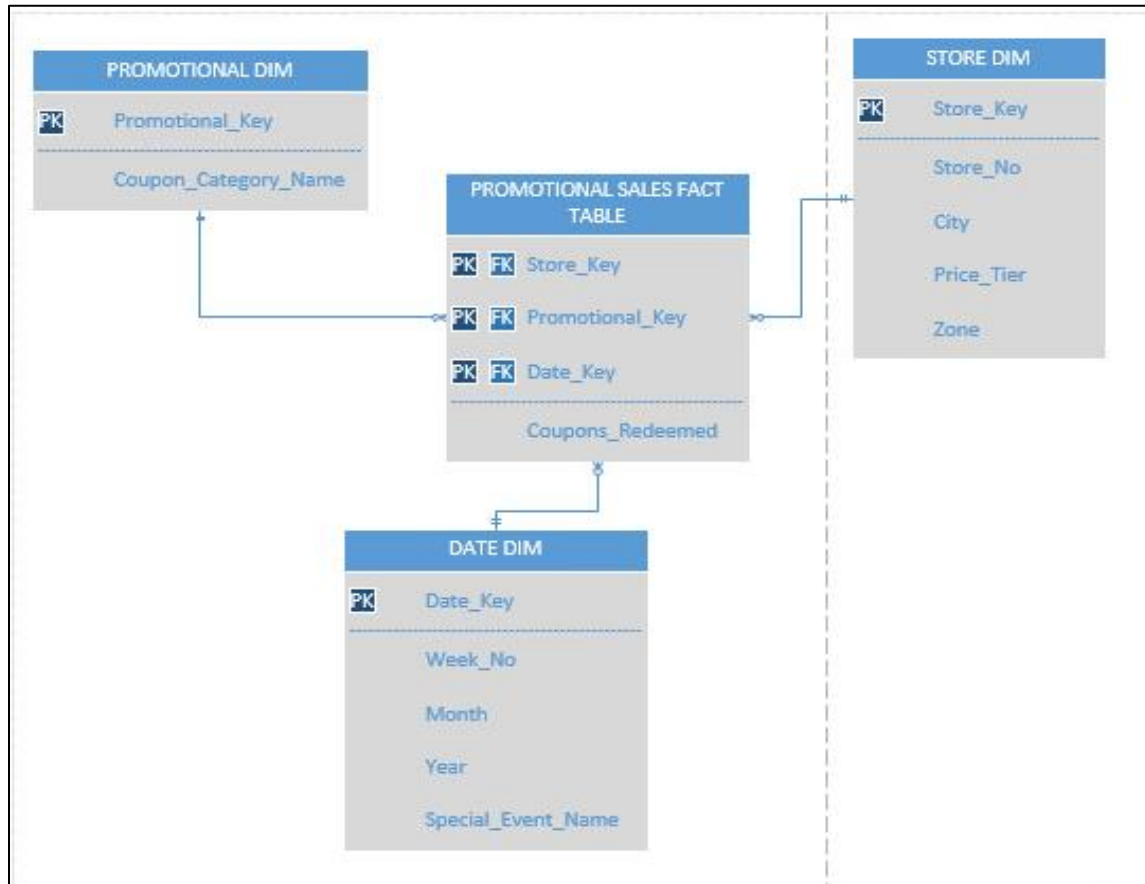 PROMOTIONAL DIM
PK Promotional_Key
Coupon_Category_Name
PROMOTIONAL SALES FACT
TABLE
PK FK Store_Key
PK FK Promotional_Key
PK FK Date_Key
Coupons_Redeemed
STORE DIM
PK Store_Key
Store_No
City
Price_Tier
Zone
DATE DIM
PK Date_Key
Week_No
Month
Year
Special_Event_Name